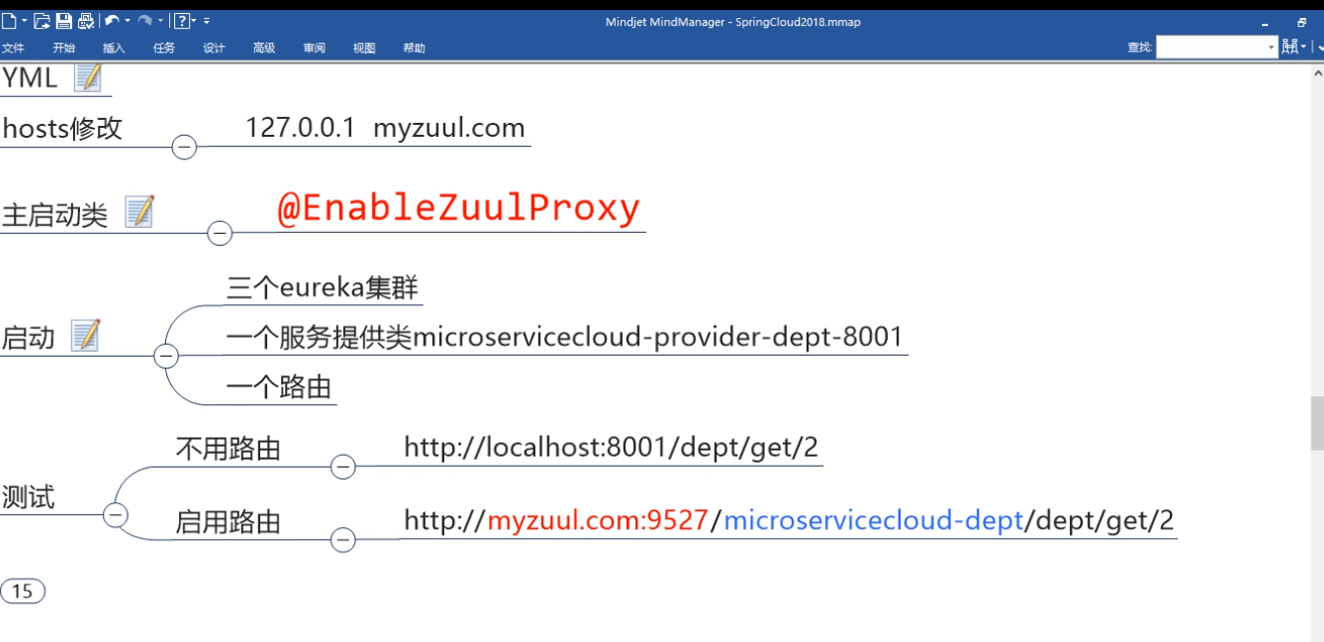 Mindjet MindManager - SpringCloud2018.mmap
文件 开始 插入 任务 设计 高级 审阅 视图 帮助 查找:
YML
hosts修改 127.0.0.1 myzuul.com
主启动类 @EnableZuulProxy
三个eureka集群
启动 一个服务提供类microservicecloud-provider-dept-8001
一个路由
不用路由 http://localhost:8001/dept/get/2
测试
启用路由 http://myzuul.com:9527/microservicecloud-dept/dept/get/2
15